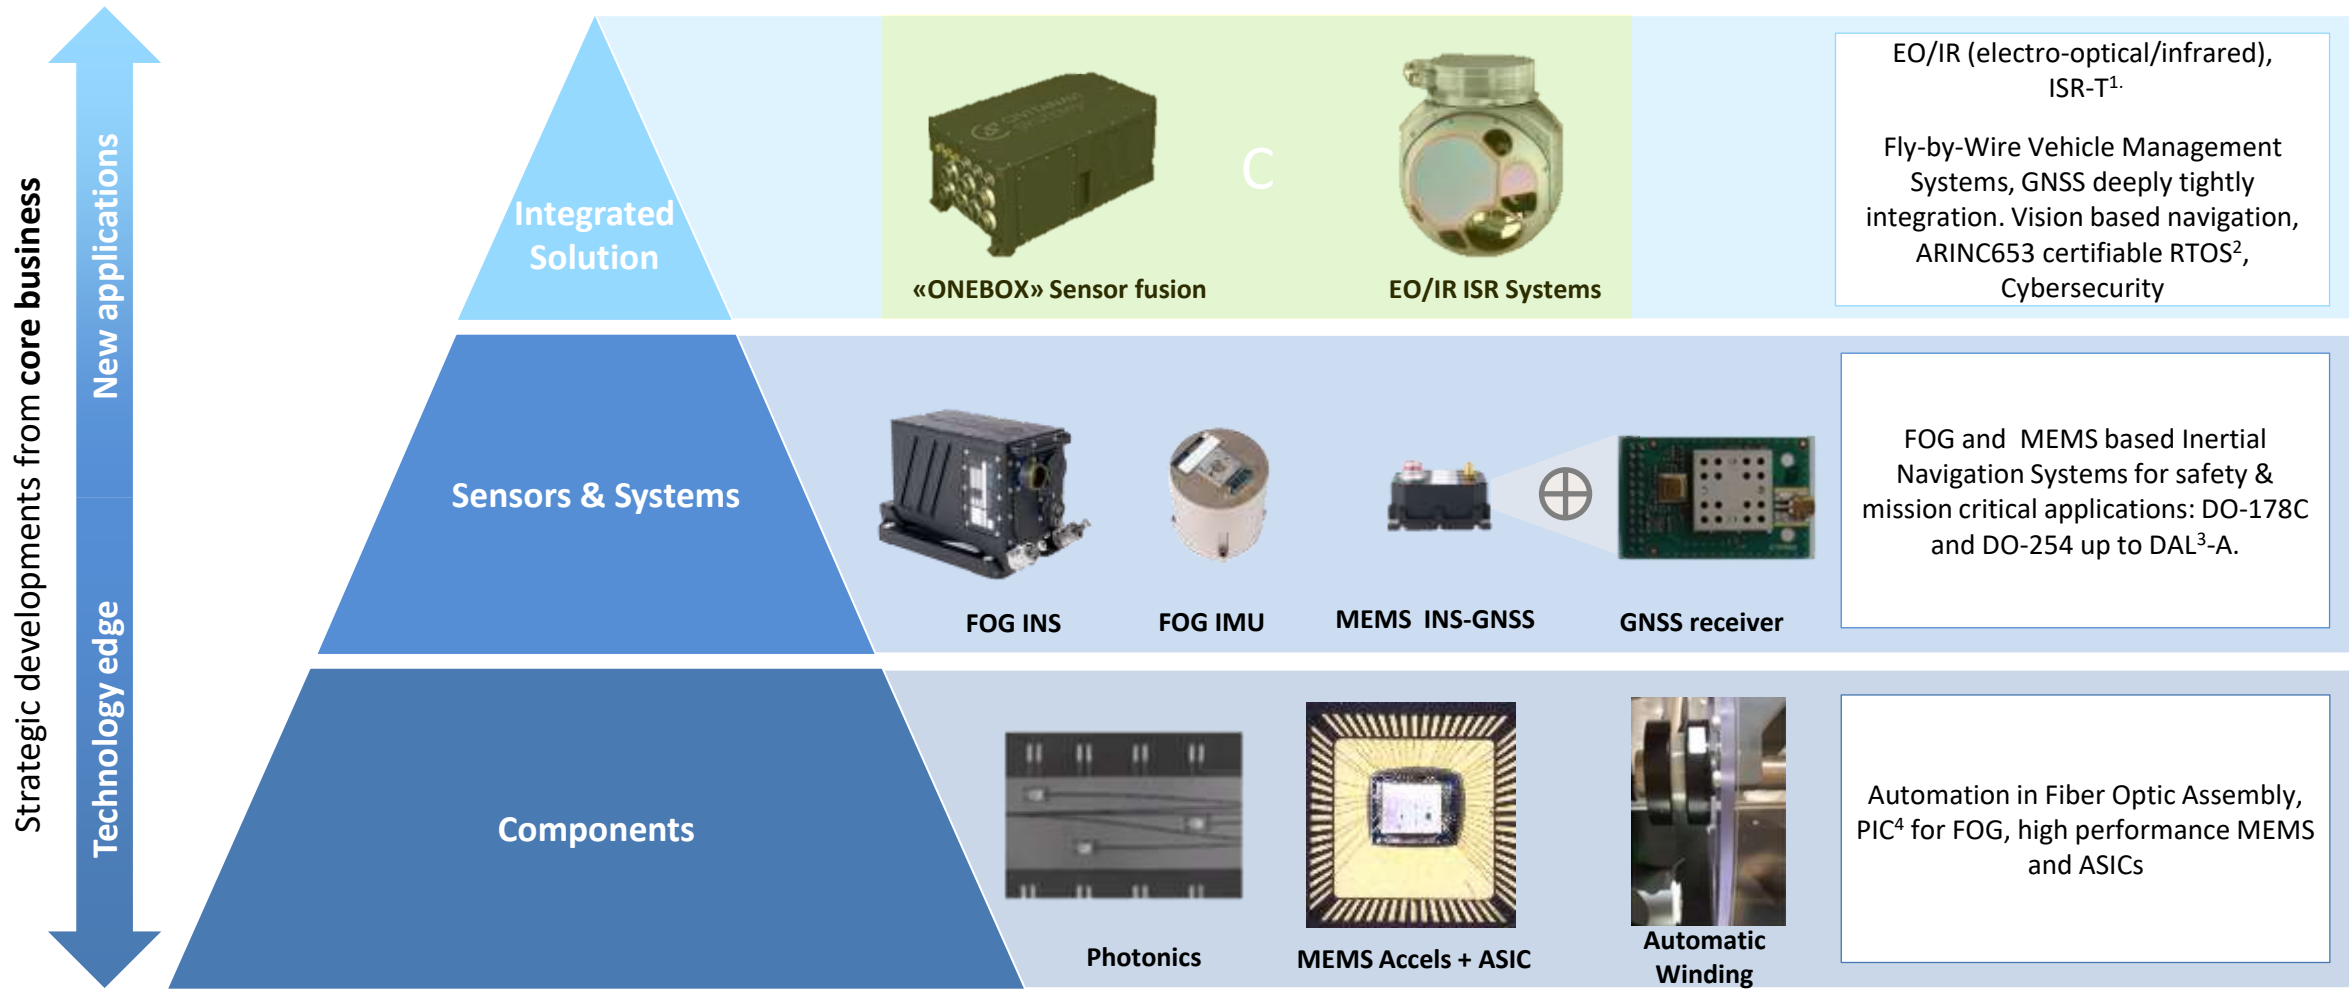 Strategic developments from core business
New applications
Technology edge
Integrated
Solution
«ONEBOX» Sensor fusion
C
EO/IR ISR Systems
EO/IR (electro-optical/infrared),
ISR-T1.
Fly-by-Wire Vehicle Management
Systems, GNSS deeply tightly
integration. Vision based navigation,
ARINC653 certifiable RTOS2,
Cybersecurity
Sensors & Systems
FOG INS
FOG IMU
MEMS INS-GNSS
GNSS receiver
FOG and MEMS based Inertial
Navigation Systems for safety &
mission critical applications: DO-178C
and DO-254 up to DAL3-A.
Components
Photonics
MEMS Accels + ASIC
Automatic
Winding
Automation in Fiber Optic Assembly,
PIC4 for FOG, high performance MEMS
and ASICs